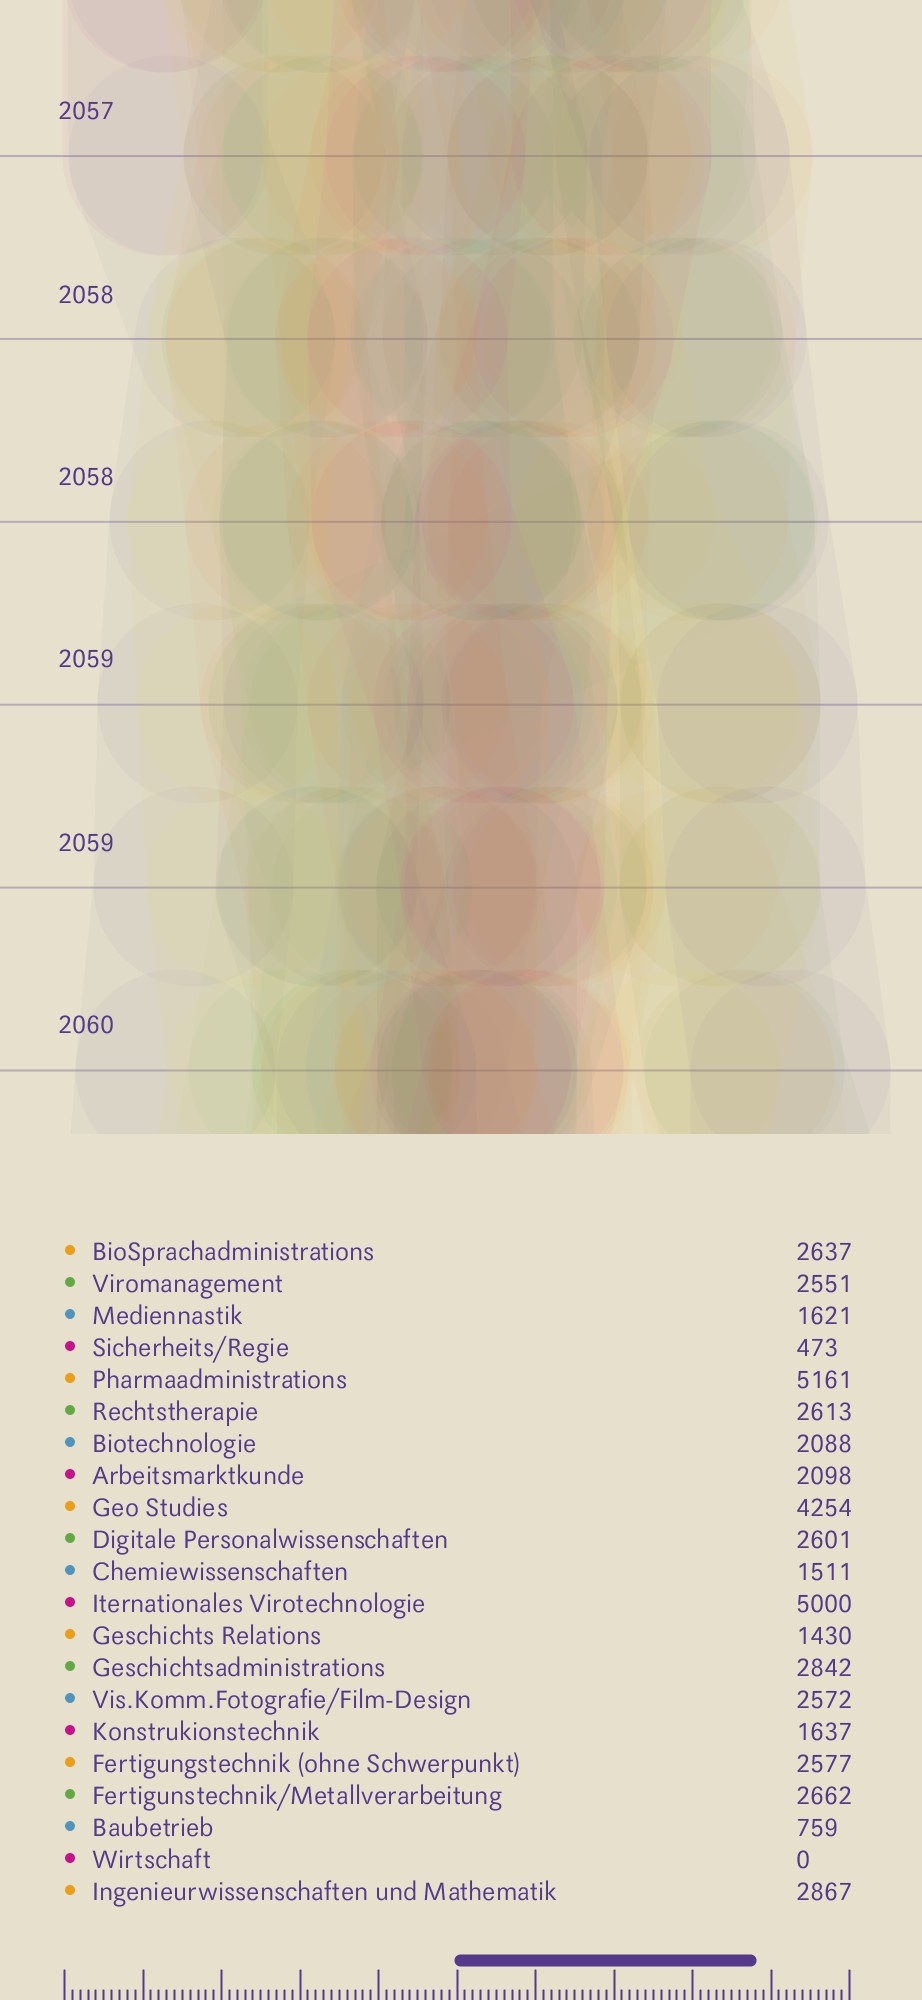 2057
2058
2058
2059
2059
2060
BioSprachadministrations 2637
Viromanagement 2551
Mediennastik 1621
Sicherheits/Regie 473
Pharmaadministrations 5161
Rechtstherapie 2613
Biotechnologie 2088
Arbeitsmarktkunde 2098
Geo Studies 4254
Digitale Personalwissenschaften 2601
Chemiewissenschaften 1511
Iternationales Virotechnologie 5000
Geschichts Relations 1430
Geschichtsadministrations 2842
Vis.Komm.Fotografie/Film-Design 2572
Konstrukionstechnik 1637
Fertigungstechnik (ohne Schwerpunkt) 2577
Fertigunstechnik/Metallverarbeitung 2662
Baubetrieb 759
Wirtschaft 0
Ingenieurwissenschaften und Mathematik 2867